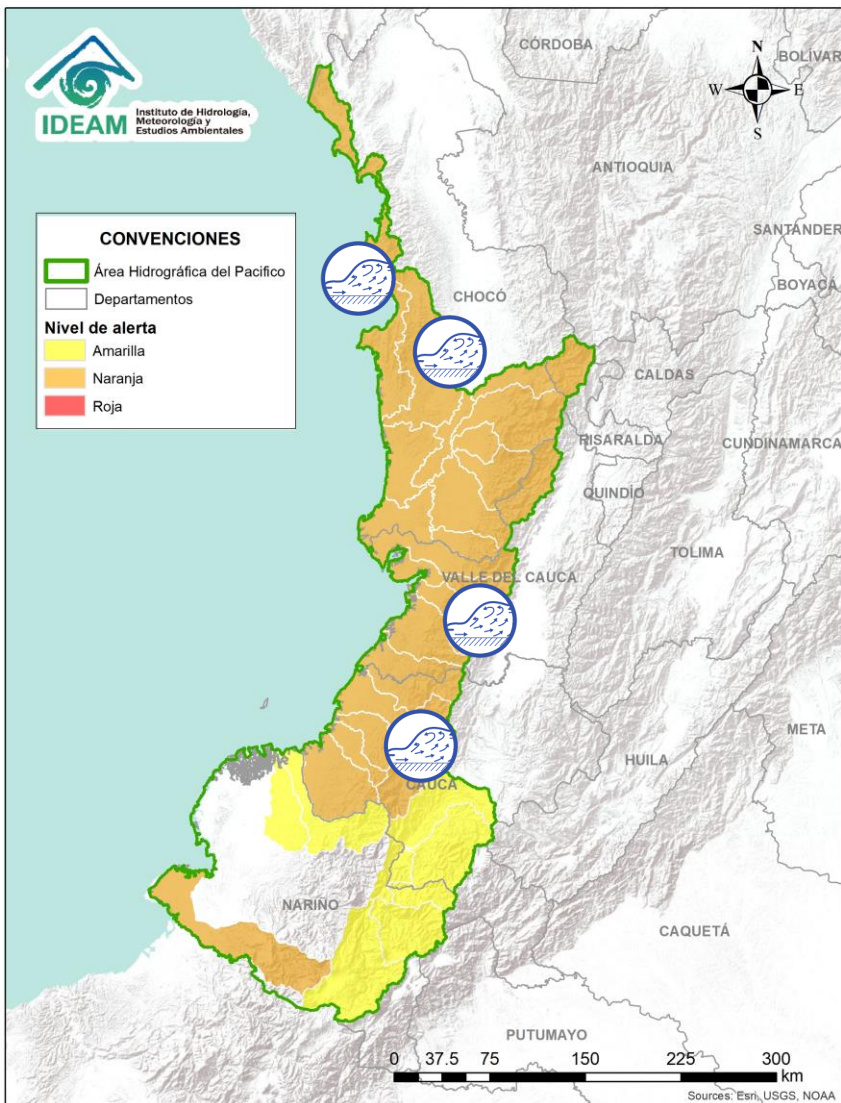 IDEAM
Instituto de Hidrología,
Meteorología y
Estudios Ambientales
N
W
E
S
CÓRDOBA
BOLÍVAR
ANTIOQUIA
SANTANDER
BOYACÁ
CHOCÓ
CALDAS
RISARALDA
CUNDINAMARCA
QUINDÍO
TOLIMA
VALLE DEL CAUCA
META
HUILA
CAUCA
NARIÑO
CAQUETÁ
PUTUMAYO
CONVENCIONES
Área Hidrográfica del Pacifico
Departamentos
Nivel de alerta
Amarilla
Naranja
Roja
0 37.5 75 150 225 300
km
Sources: Esri, USGS, NOAA